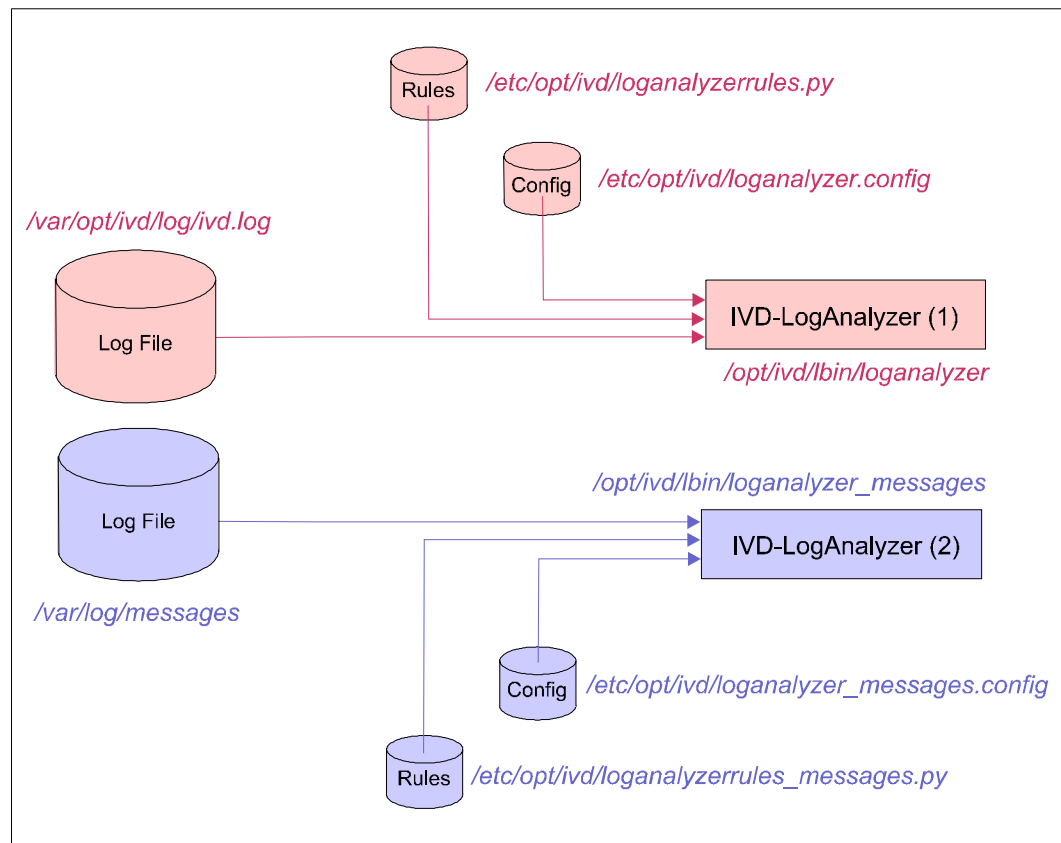 Rules
/etc/opt/ivd/loganalyzerrules.py
Config
/etc/opt/ivd/loganalyzer.config
/var/opt/ivd/log/ivd.log
Log File
IVD-LogAnalyzer (1)
/opt/ivd/lbin/loganalyzer
/opt/ivd/lbin/loganalyzer_messages
Log File
IVD-LogAnalyzer (2)
/var/log/messages
Config
/etc/opt/ivd/loganalyzer_messages.config
Rules
/etc/opt/ivd/loganalyzerrules_messages.py